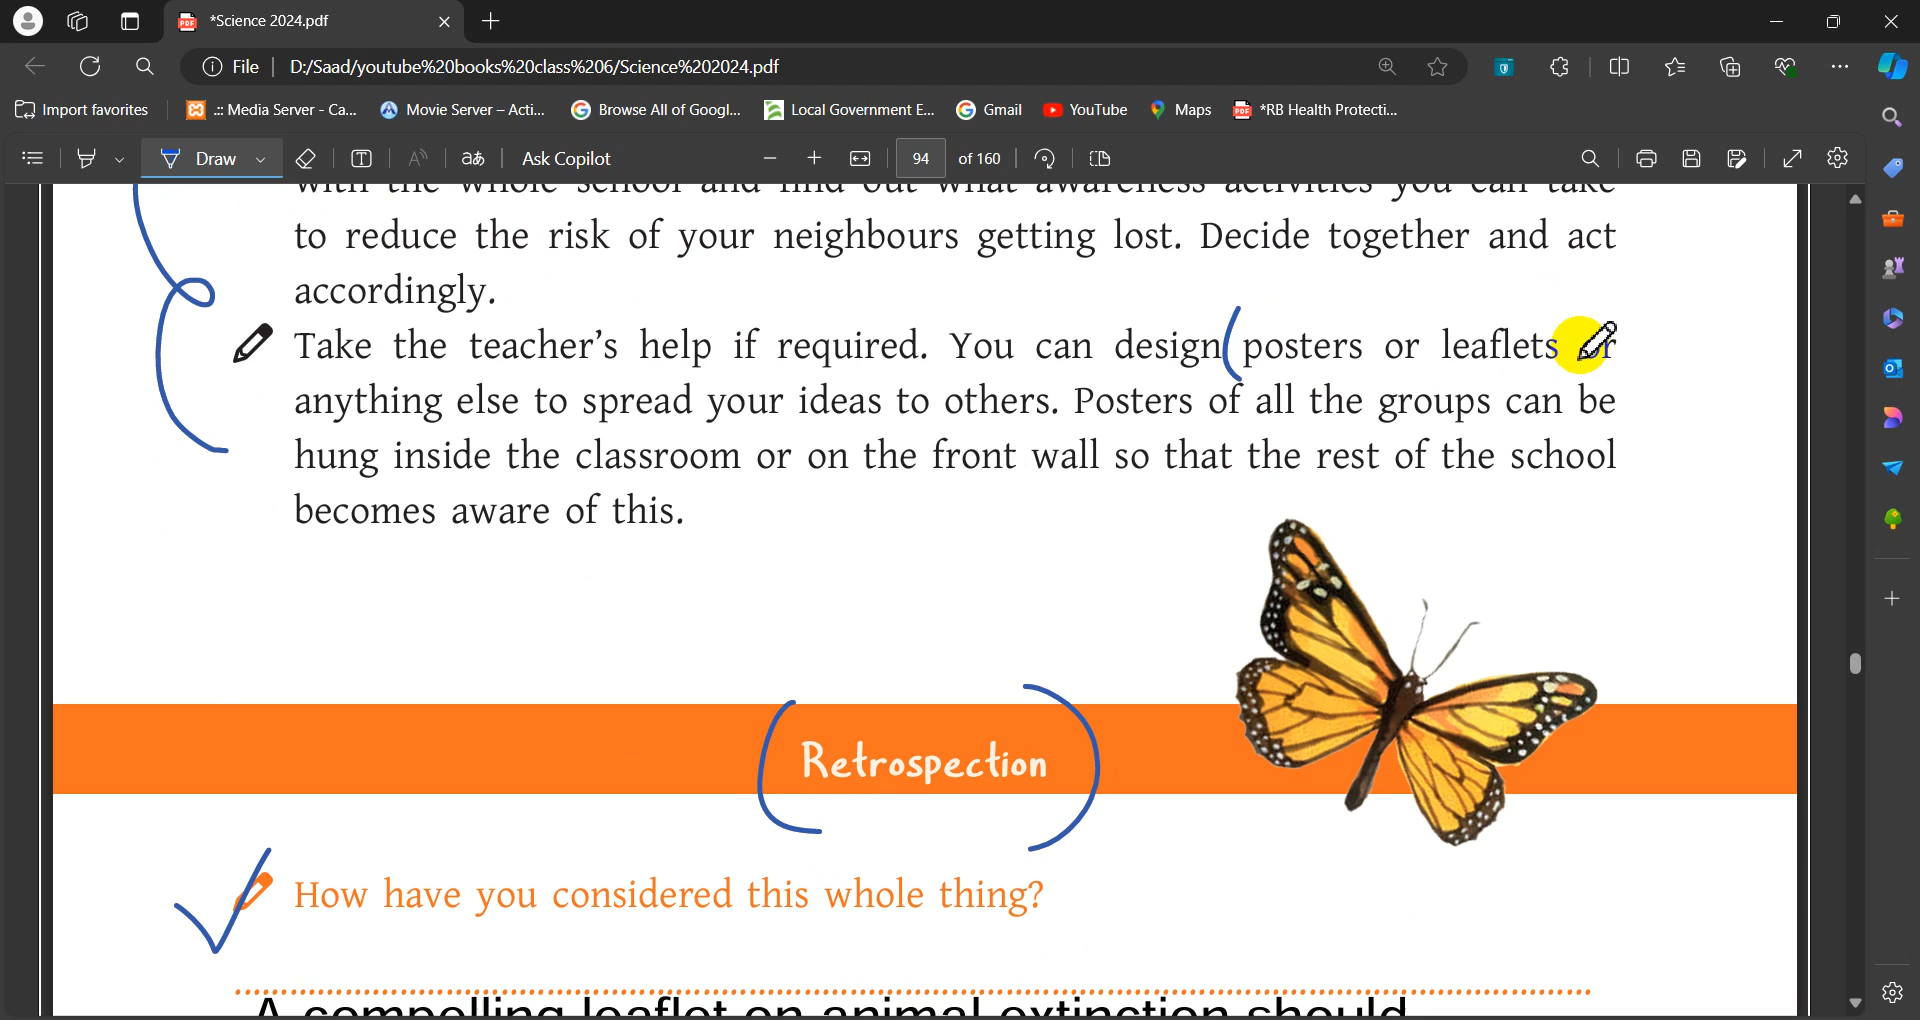 *Science 2024.pdf
File
D:/Saad/youtube%20books%20class%206/Science%202024.pdf
Import favorites
.:: Media Server - Ca...
Movie Server – Acti...
Browse All of Googl...
Local Government E...
Gmail
YouTube
Maps
*RB Health Protecti...
Draw
Ask Copilot
94 of 160
with the whole school and find out what awareness activities you can take
to reduce the risk of your neighbours getting lost. Decide together and act
accordingly.
Take the teacher's help if required. You can design posters or leaflets or
anything else to spread your ideas to others. Posters of all the groups can be
hung inside the classroom or on the front wall so that the rest of the school
becomes aware of this.
Retrospection
How have you considered this whole thing?
A compelling leaflet on animal extinction should